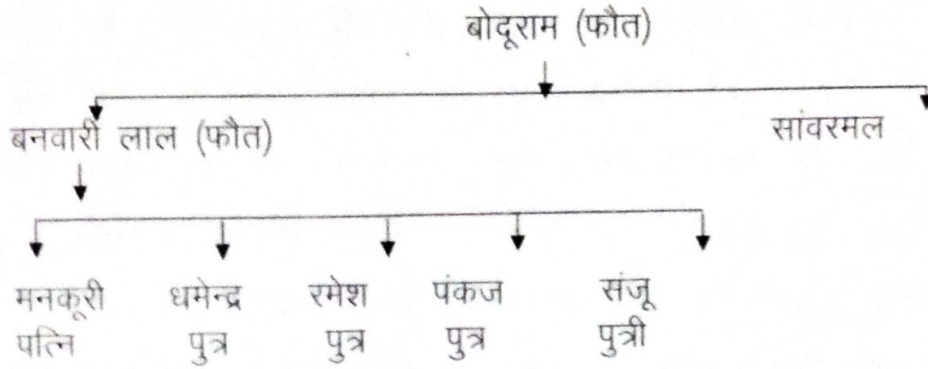 बोदूराम (फौत)
बनवारी लाल (फौत) सांवरमल
मनकूरी धमेन्द्र रमेश पंकज संजू
पत्नि पुत्र पुत्र पुत्र पुत्री